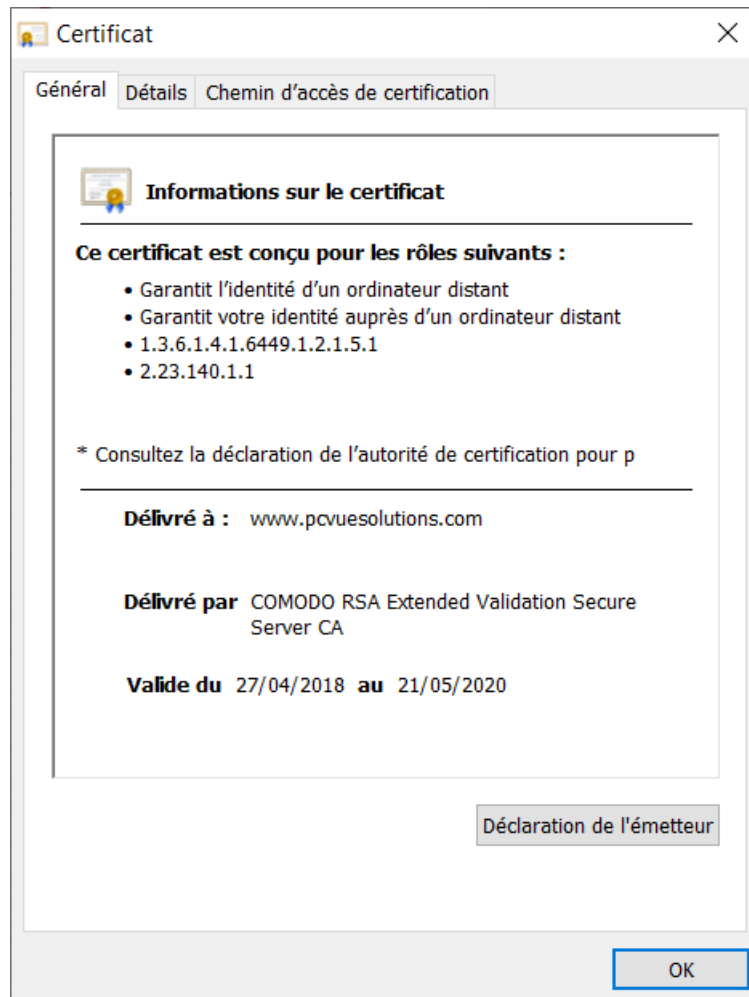 Certificat
Général Détails Chemin d'accès de certification
Informations sur le certificat
Ce certificat est conçu pour les rôles suivants :
• Garantit l'identité d'un ordinateur distant
• Garantit votre identité auprès d'un ordinateur distant
• 1.3.6.1.4.1.6449.1.2.1.5.1
• 2.23.140.1.1
* Consultez la déclaration de l'autorité de certification pour p
Délivré à : www.pcvuesolutions.com
Délivré par COMODO RSA Extended Validation Secure
Server CA
Valide du 27/04/2018 au 21/05/2020
Déclaration de l'émetteur
OK